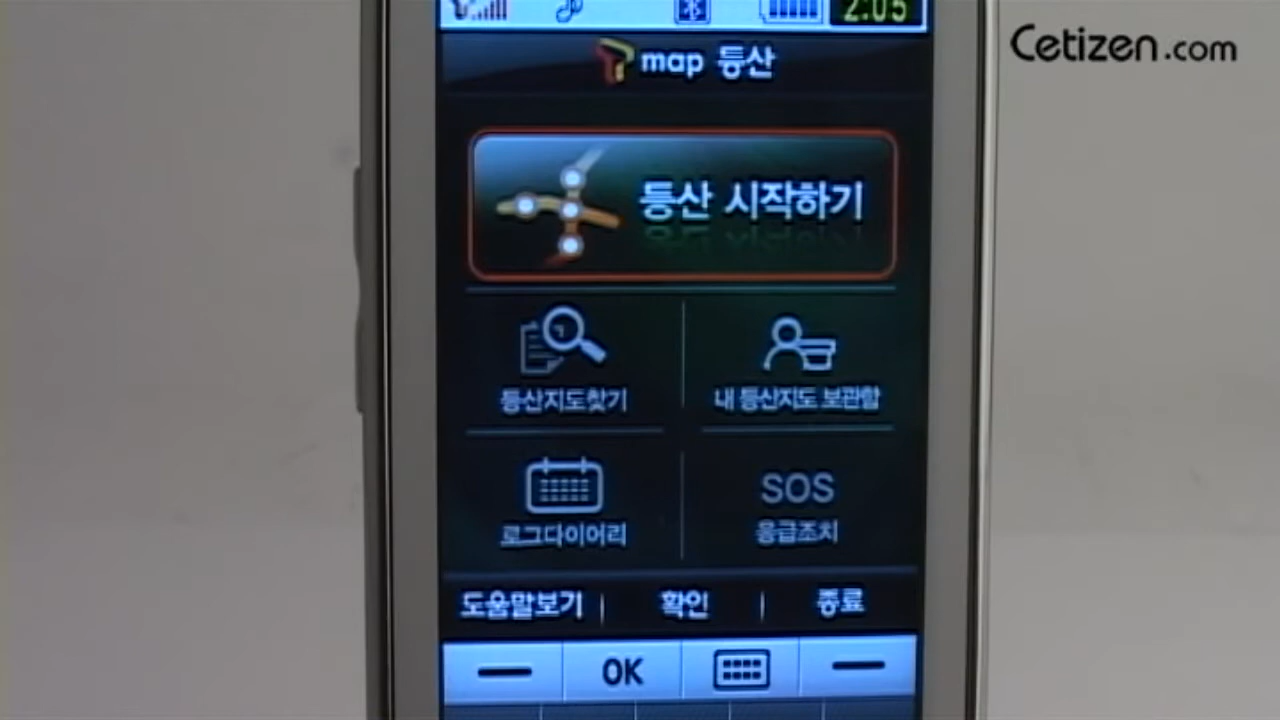 2:05
Cetizen.com
T map 등산
등산 시작하기
등산지도찾기
내 등산지도 보관함
로그다이어리
SOS
응급조치
도움말보기 | 확인 | 종료
OK